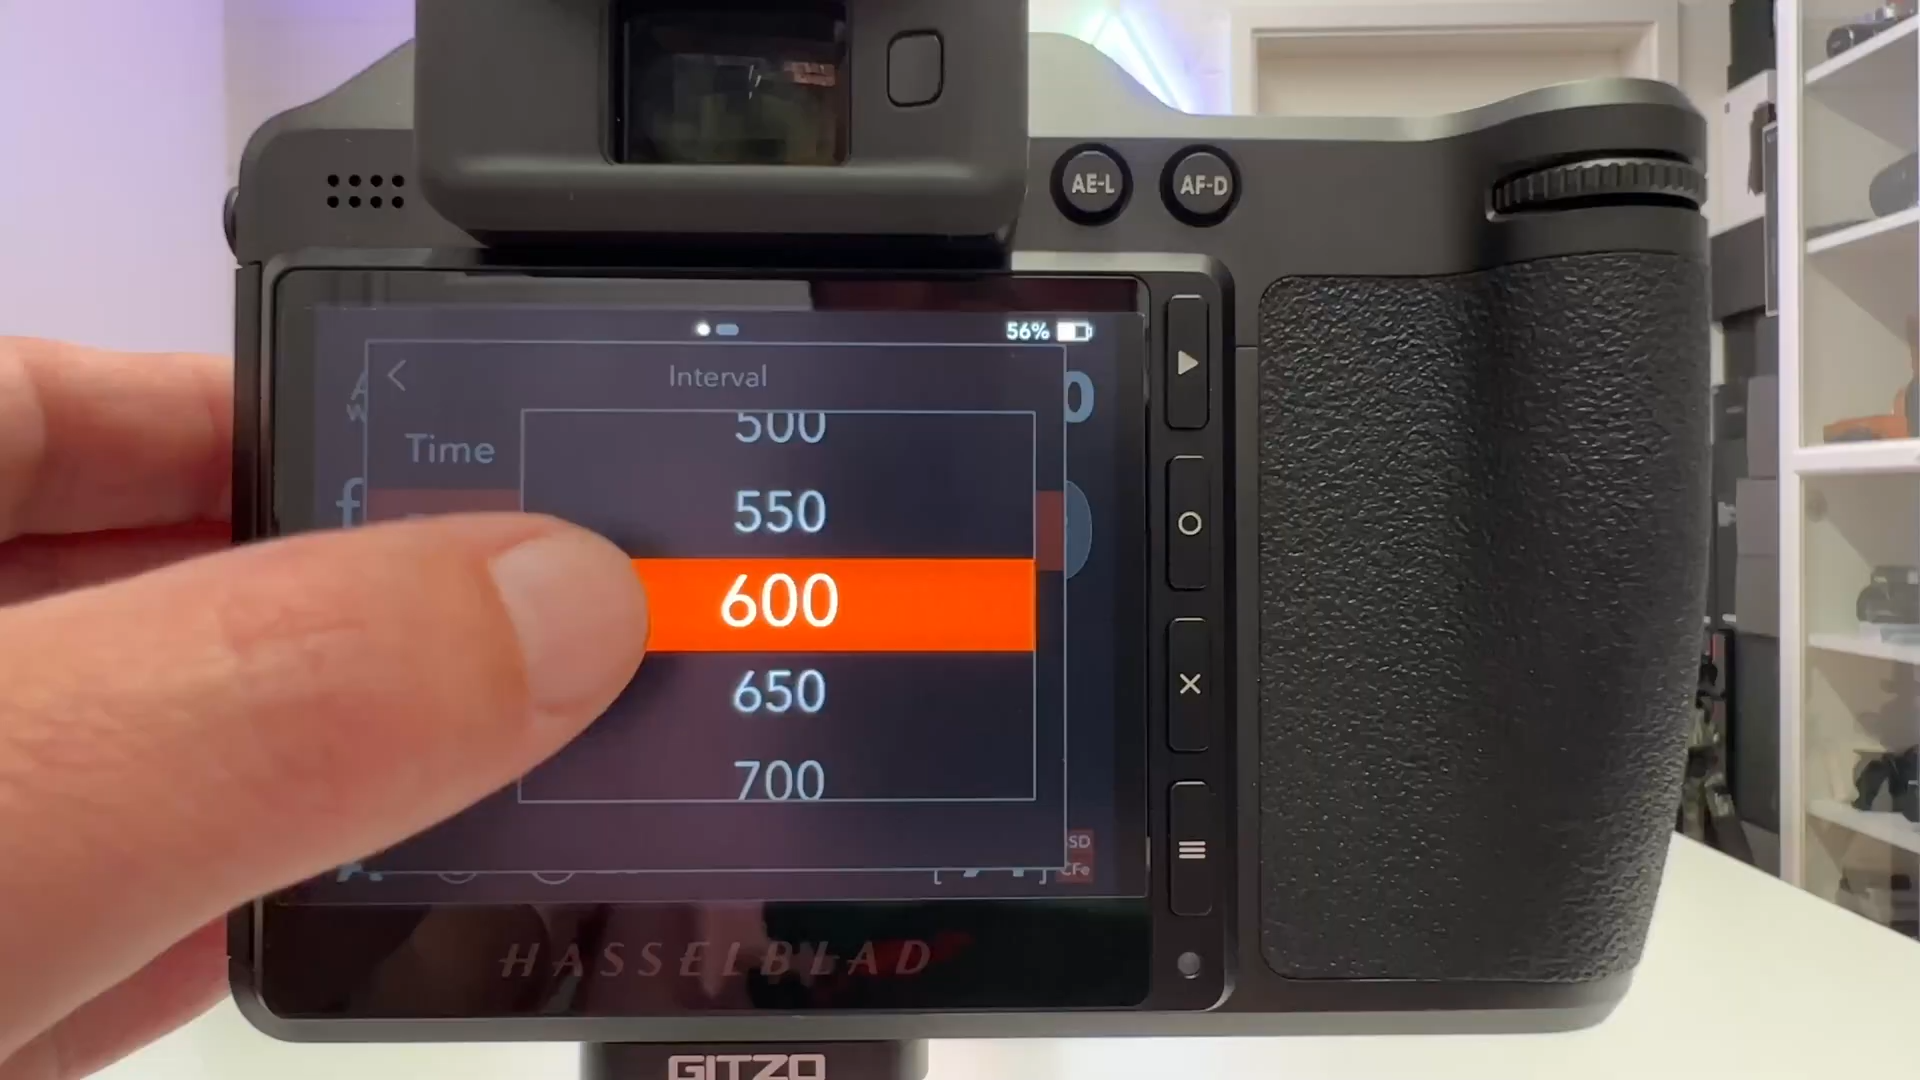 AE-L AF-D
56%
Interval
Time
500
550
600
650
700
SD
CFe
HASSELBLAD
GITZO